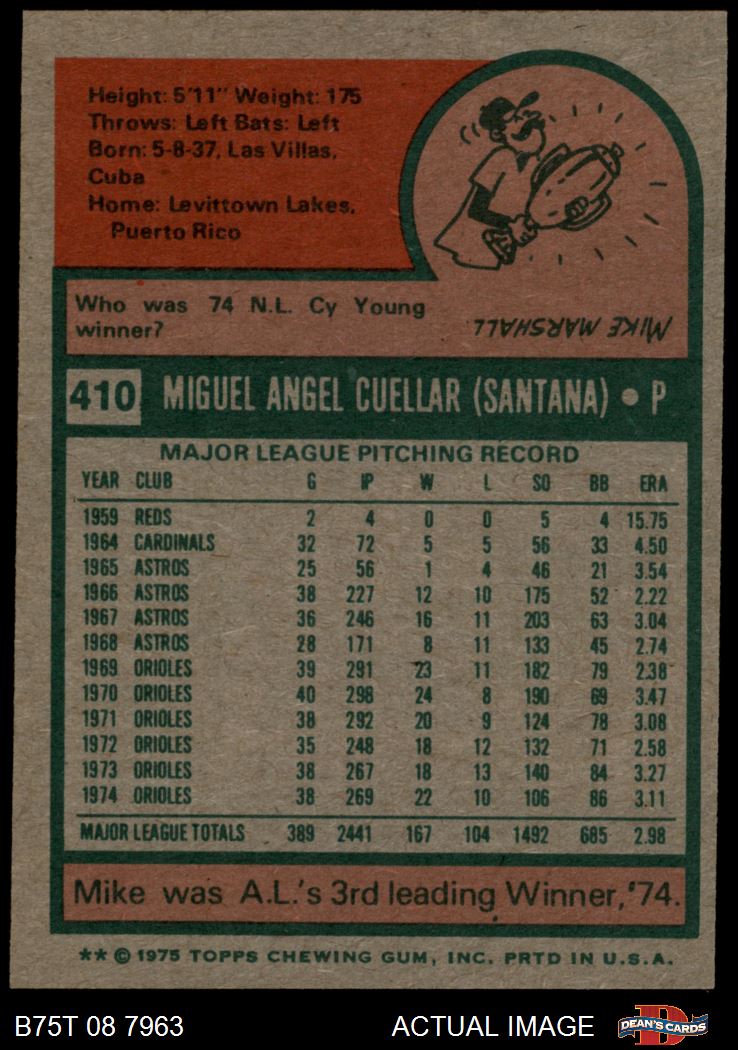 Height: 5'11" Weight: 175
Throws: Left Bats: Left
Born: 5-8-37, Las Villas,
Cuba
Home: Levittown Lakes,
Puerto Rico
Who was 74 N.L. Cy Young
winner?
MIKE MARSHALL.
410 MIGUEL ANGEL CUELLAR (SANTANA) • P
MAJOR LEAGUE PITCHING RECORD
YEAR CLUB G IP W L SO BB ERA
1959 REDS 2 4 0 0 5 4 15.75
1964 CARDINALS 32 72 5 5 56 33 4.50
1965 ASTROS 25 56 1 4 46 21 3.54
1966 ASTROS 38 227 12 10 175 52 2.22
1967 ASTROS 36 246 16 11 203 63 3.04
1968 ASTROS 28 171 8 11 133 45 2.74
1969 ORIOLES 39 291 23 11 182 79 2.38
1970 ORIOLES 40 298 24 8 190 69 3.47
1971 ORIOLES 38 292 20 9 124 78 3.08
1972 ORIOLES 35 248 18 12 132 71 2.58
1973 ORIOLES 38 267 18 13 140 84 3.27
1974 ORIOLES 38 269 22 10 106 86 3.11
MAJOR LEAGUE TOTALS 389 2441 167 104 1492 685 2.98
Mike was A.L.'s 3rd leading Winner, '74.
** © 1975 TOPPS CHEWING GUM, INC. PRTD IN U.S.A.
B75T 08 7963 ACTUAL IMAGE DEAN'S CARDS